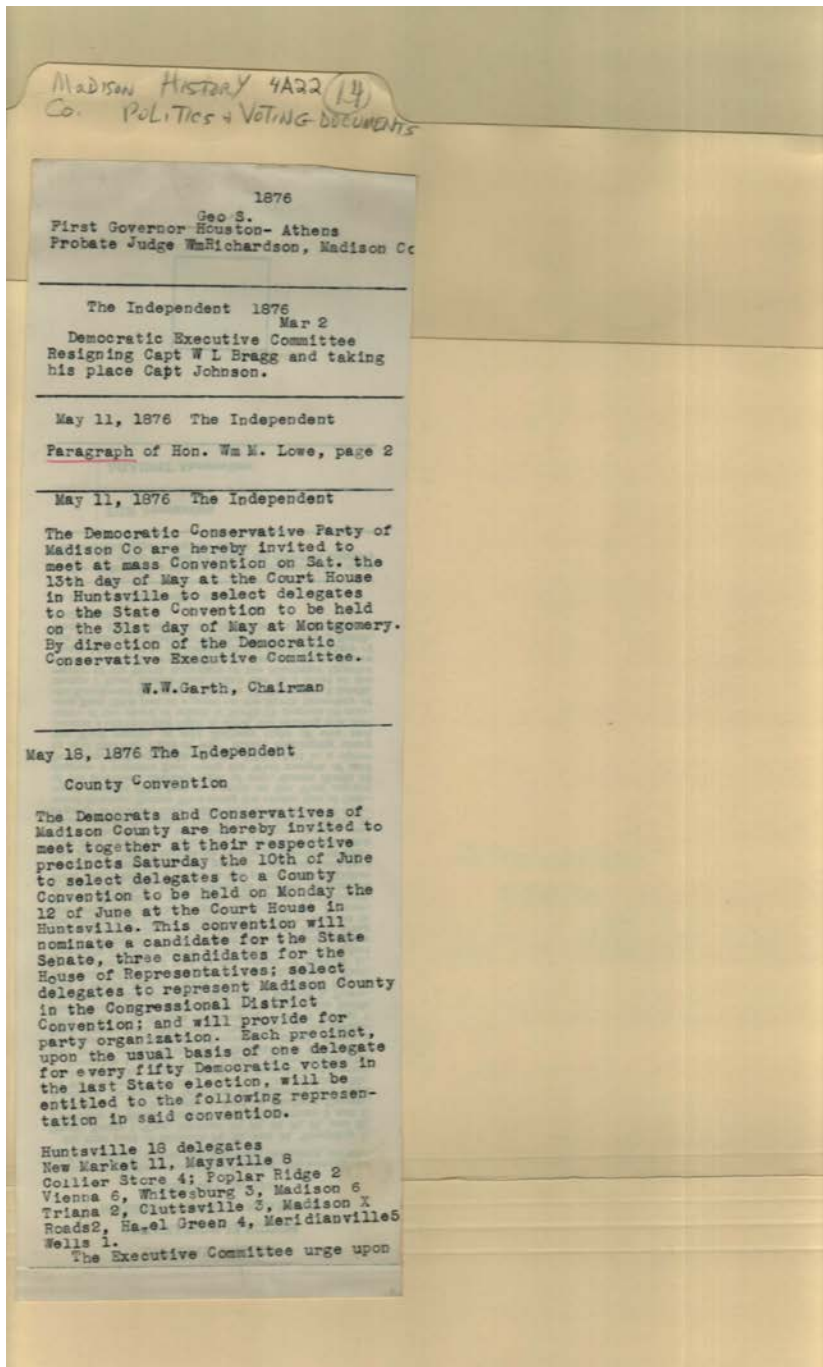 Madison History 4A22 (14)
Co. Politics + Voting Documents
1876
Geo S.
First Governor Houston- Athens
Probate Judge WmRichardson, Madison Co
The Independent 1876
Mar 2
Democratic Executive Committee
Resigning Capt W L Bragg and taking
his place Capt Johnson.
May 11, 1876 The Independent
Paragraph of Hon. Wm M. Lowe, page 2
May 11, 1876 The Independent
The Democratic Conservative Party of
Madison Co are hereby invited to
meet at mass Convention on Sat. the
13th day of May at the Court House
in Huntsville to select delegates
to the State Convention to be held
on the 31st day of May at Montgomery.
By direction of the Democratic
Conservative Executive Committee.
W.W.Garth, Chairman
May 18, 1876 The Independent
County Convention
The Democrats and Conservatives of
Madison County are hereby invited to
meet together at their respective
precincts Saturday the 10th of June
to select delegates to a County
Convention to be held on Monday the
12 of June at the Court House in
Huntsville. This convention will
nominate a candidate for the State
Senate, three candidates for the
House of Representatives; select
delegates to represent Madison County
in the Congressional District
Convention; and will provide for
party organization. Each precinct,
upon the usual basis of one delegate
for every fifty Democratic votes in
the last State election, will be
entitled to the following represen-
tation in said convention.
Huntsville 18 delegates
New Market 11, Maysville 8
Collier Store 4; Poplar Ridge 2
Vienna 6, Whitesburg 3, Madison 6
Triana 2, Cluttsville 3, Madison X
Roads2, Hazel Green 4, Meridianville5
Wells 1.
The Executive Committee urge upon